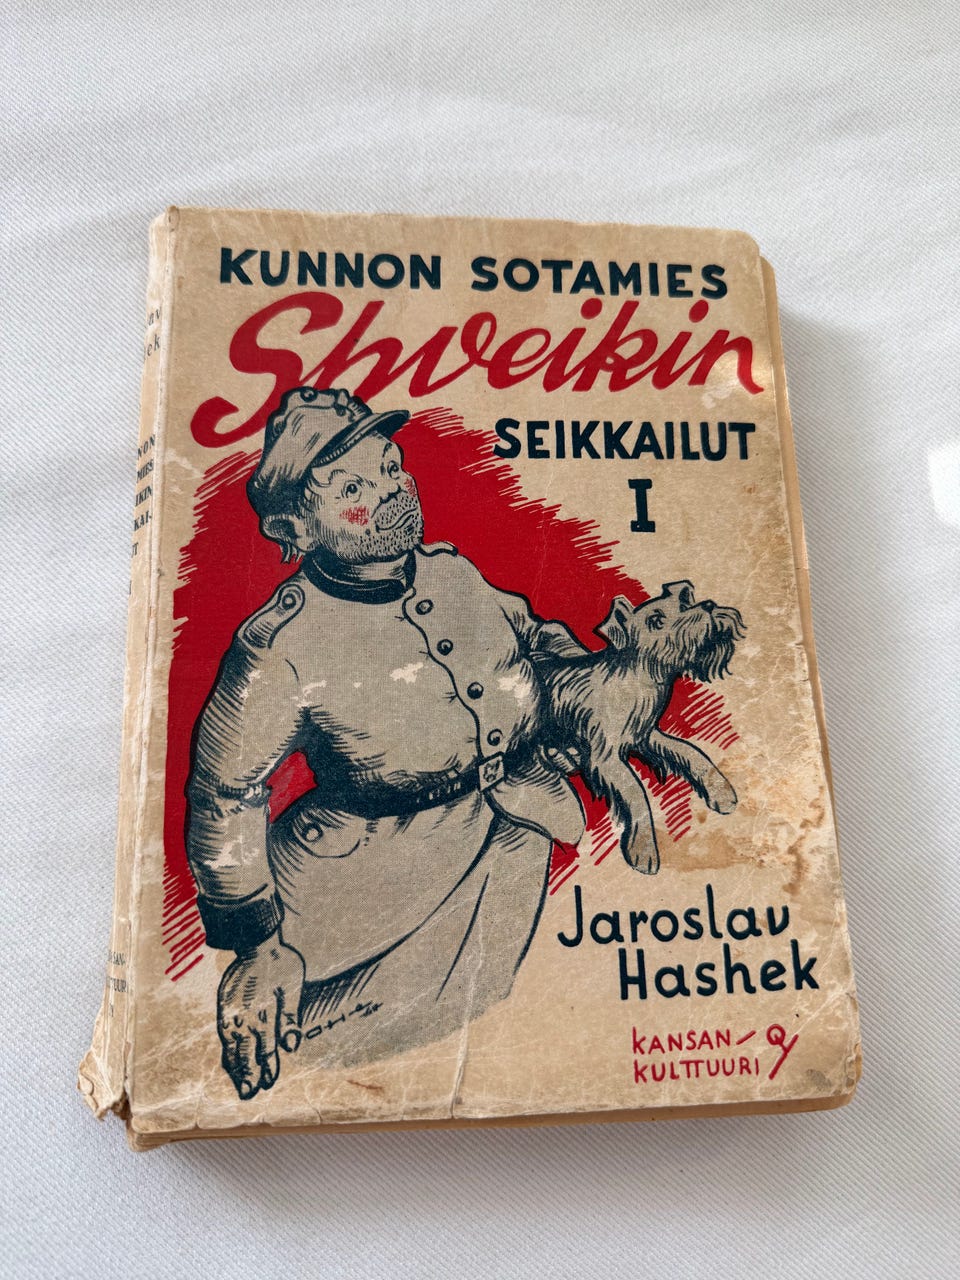 KUNNON SOTAMIES
Shveikin
SEIKKAILUT
I
Jaroslav
Hashek
KANSAN-
KULTTUURI OY